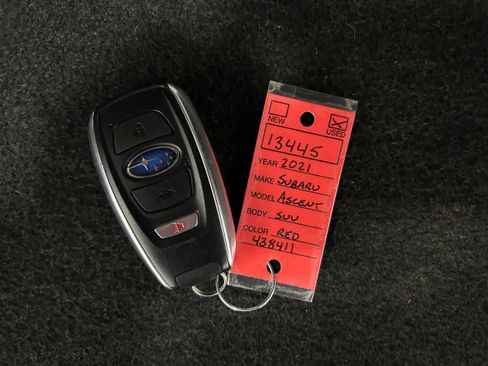 NEW USED
13445
YEAR 2021
MAKE SUBARU
MODEL ASCENT
BODY SUV
COLOR RED
438411